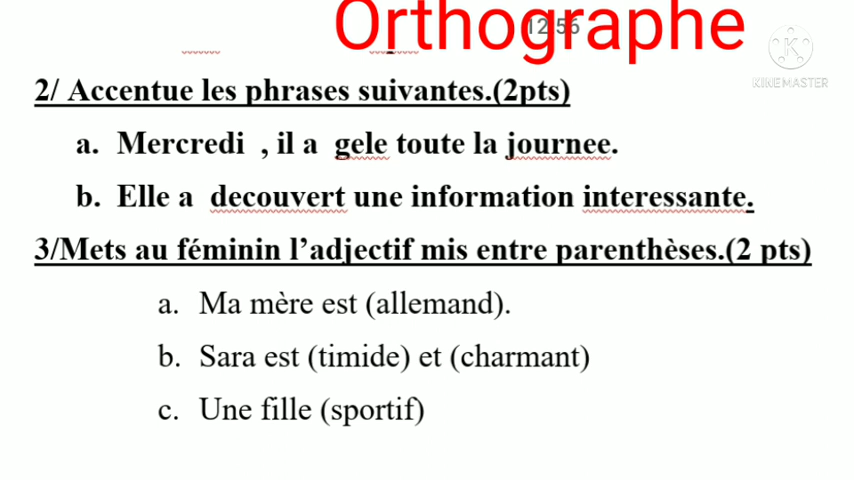 Orthographe
12:56
KINEMASTER
2/ Accentue les phrases suivantes.(2pts)
a. Mercredi , il a gele toute la journee.
b. Elle a decouvert une information interessante.
3/Mets au féminin l’adjectif mis entre parenthèses.(2 pts)
a. Ma mère est (allemand).
b. Sara est (timide) et (charmant)
c. Une fille (sportif)